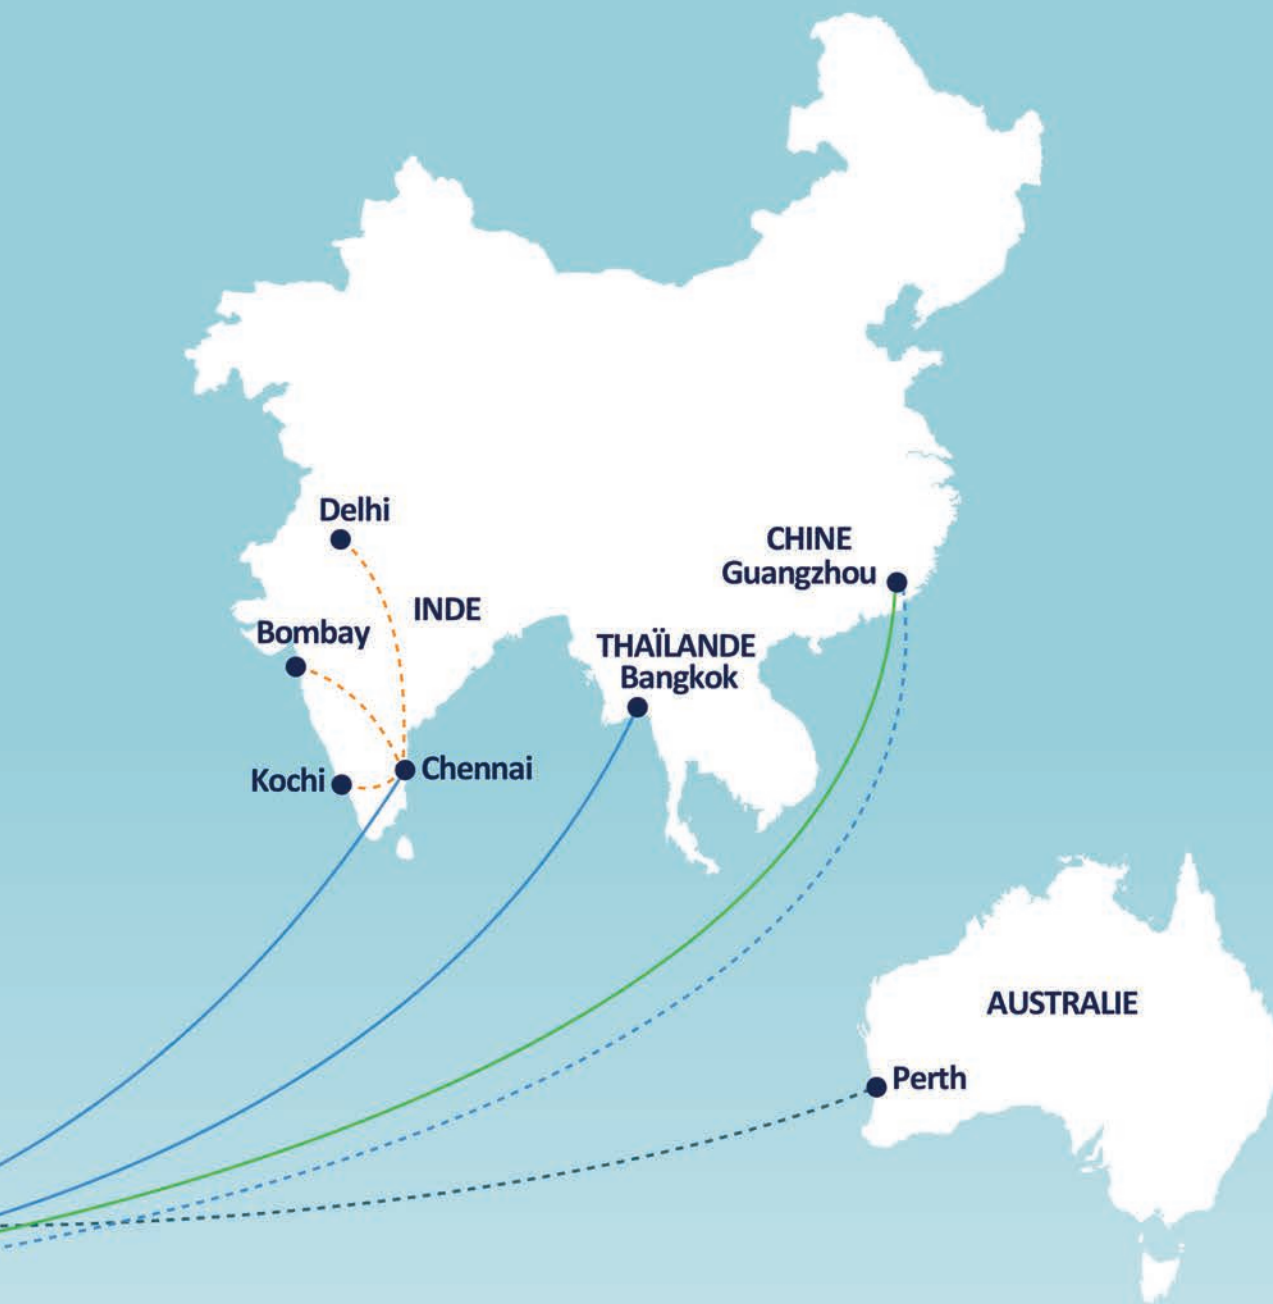 Delhi
CHINE
Guangzhou
INDE
Bombay
THAÏLANDE
Bangkok
Kochi
Chennai
AUSTRALIE
Perth